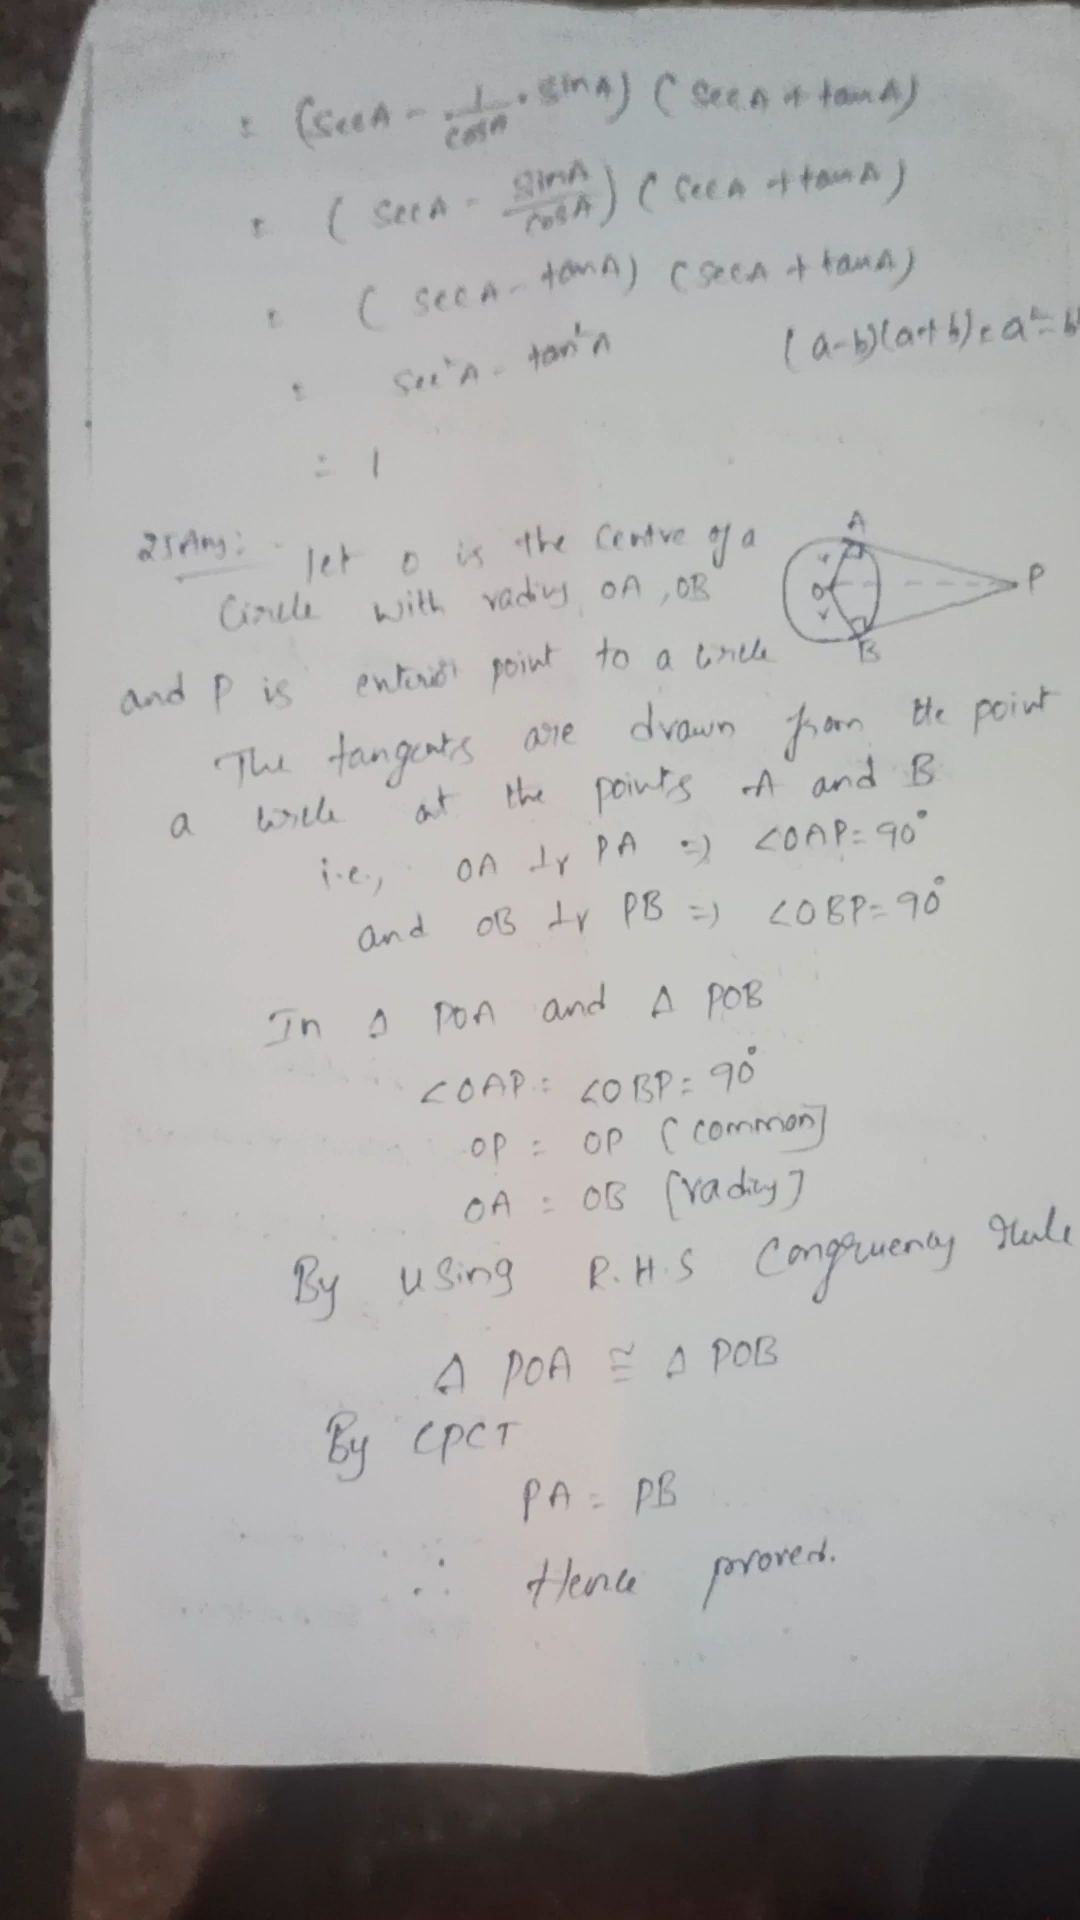 = (secA - 1/cosA · sinA) (secA + tanA)
= (secA - sinA/cosA) (secA + tanA)
= (secA - tanA) (secA + tanA)
= sec²A - tan²A (a-b)(a+b) = a² - b²
= 1
25 Ans: let O is the Centre of a
Circle with radius OA, OB
and P is exterior point to a circle
The tangents are drawn from the point
a circle at the points A and B
i.e., OA ⊥r PA => ∠OAP = 90°
and OB ⊥r PB => ∠OBP = 90°
In Δ POA and Δ POB
∠OAP = ∠OBP = 90°
OP = OP (common]
OA = OB [radius]
By using R.H.S Congruency rule
Δ POA ≅ Δ POB
By CPCT
PA = PB
∴ Hence proved.
A
r
O
r
B
P